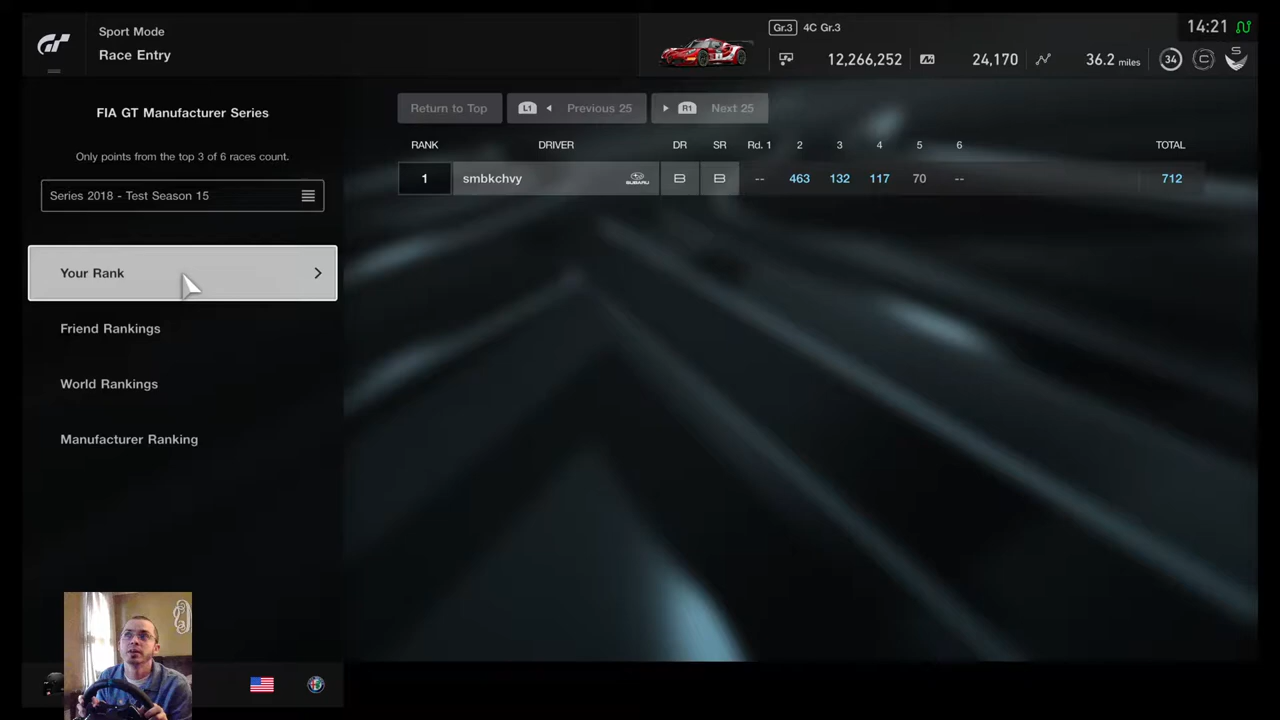 Sport Mode
Race Entry
Gr.3 4C Gr.3
12,266,252
24,170
36.2 miles
34
C
S
14:21
FIA GT Manufacturer Series
Only points from the top 3 of 6 races count.
Series 2018 - Test Season 15
Your Rank
Friend Rankings
World Rankings
Manufacturer Ranking
Return to Top
L1 Previous 25
R1 Next 25
RANK DRIVER DR SR Rd. 1 2 3 4 5 6 TOTAL
1 smbkchvy SUBARU B B -- 463 132 117 70 -- 712